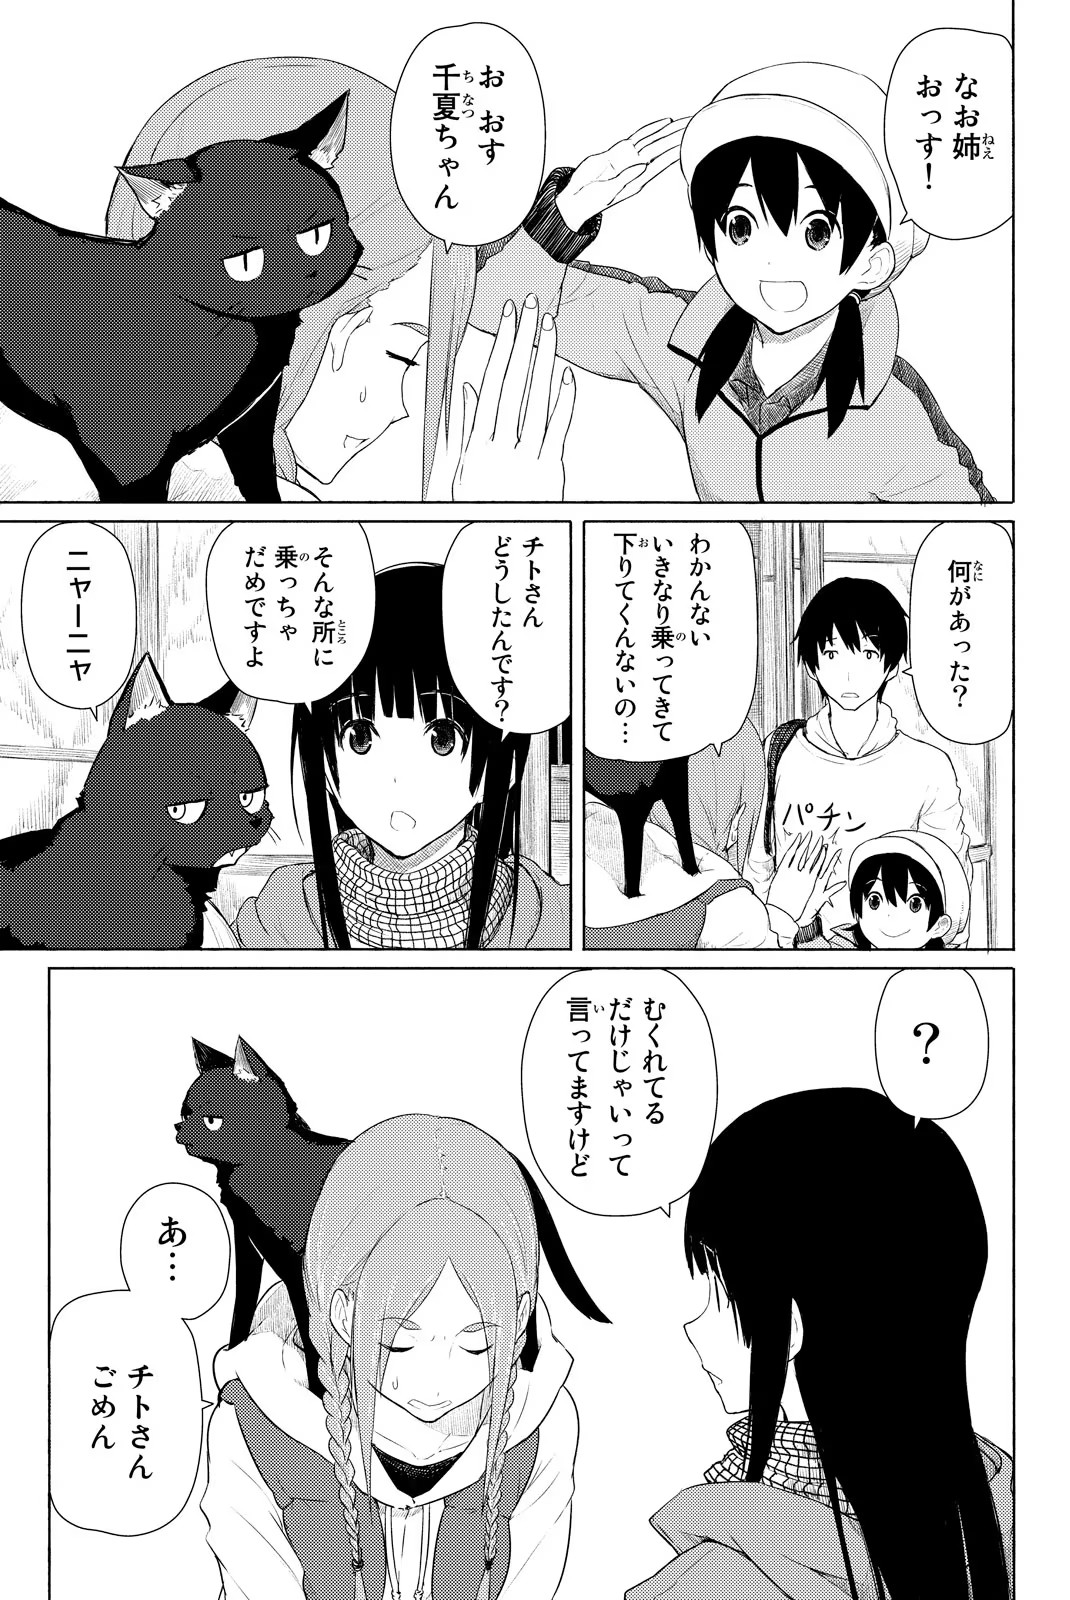 なお姉
おっす!
お おす
千夏ちゃん
何があった?
わかんない
いきなり乗ってきて
下りてくんないの…
パチン
チトさん
どうしたんです?
そんな所に
乗っちゃ
だめですよ
ニャーニャ
?
むくれてる
だけじゃいって
言ってますけど
あ…
チトさん
ごめん